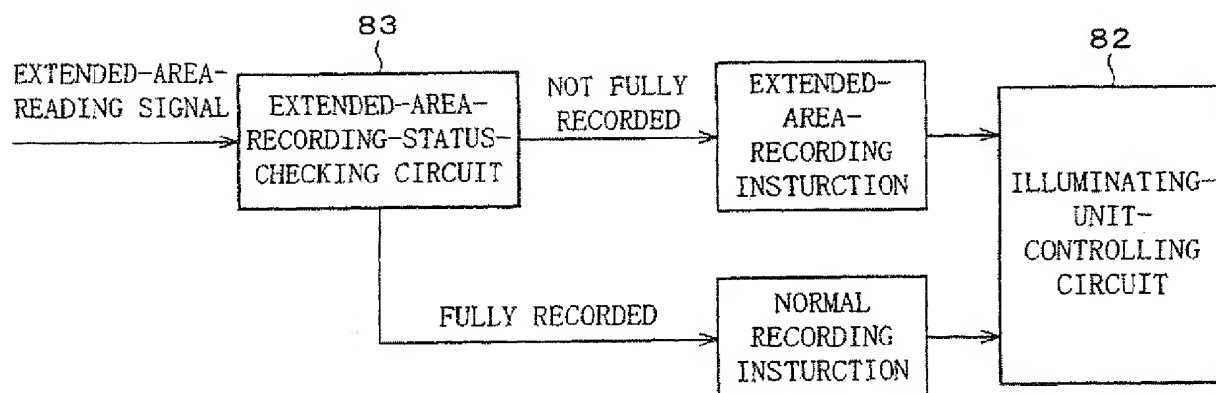 83
EXTENDED-AREA-
READING SIGNAL
EXTENDED-AREA-
RECORDING-STATUS-
CHECKING CIRCUIT
NOT FULLY
RECORDED
EXTENDED-
AREA-
RECORDING
INSTURCTION
82
ILLUMINATING-
UNIT-
CONTROLLING
CIRCUIT
FULLY RECORDED
NORMAL
RECORDING
INSTURCTION